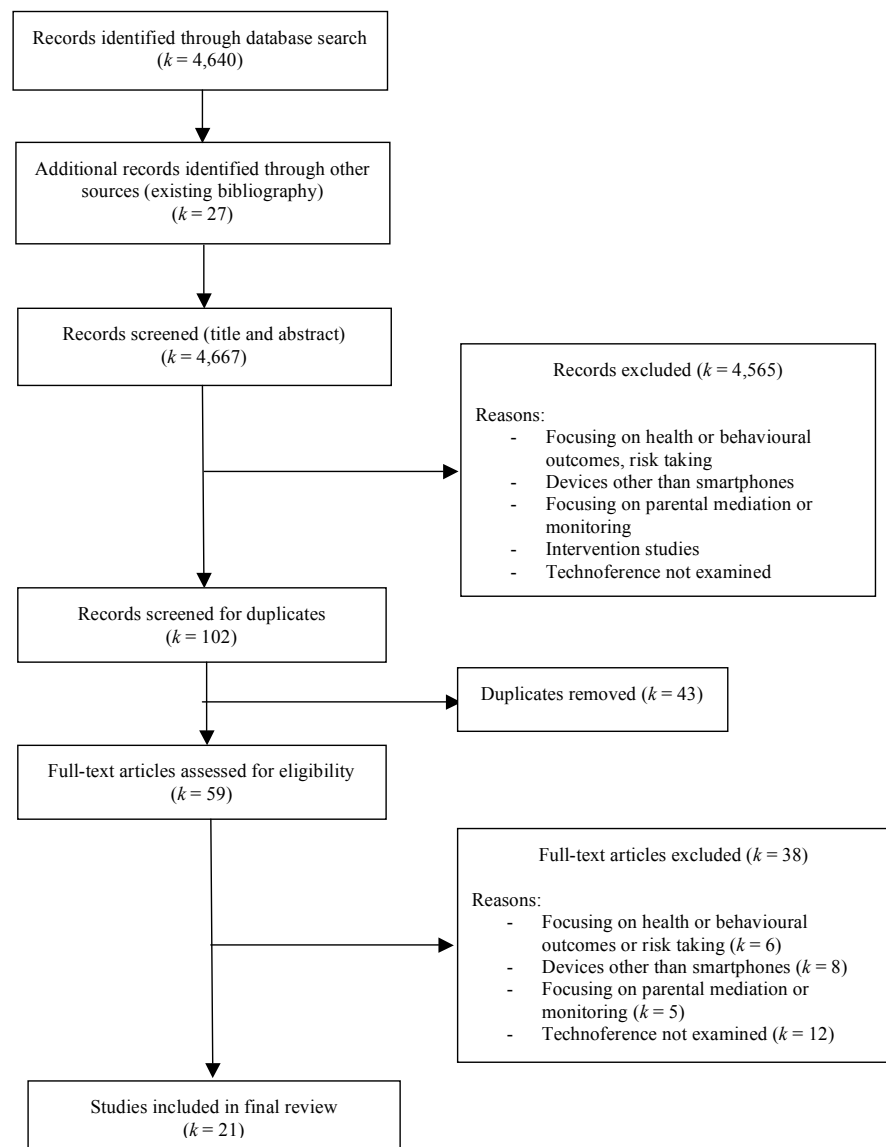 Records identified through database search
(k = 4,640)
Additional records identified through other
sources (existing bibliography)
(k = 27)
Records screened (title and abstract)
(k = 4,667)
Records excluded (k = 4,565)
Reasons:
- Focusing on health or behavioural
outcomes, risk taking
- Devices other than smartphones
- Focusing on parental mediation or
monitoring
- Intervention studies
- Technoference not examined
Records screened for duplicates
(k = 102)
Duplicates removed (k = 43)
Full-text articles assessed for eligibility
(k = 59)
Full-text articles excluded (k = 38)
Reasons:
- Focusing on health or behavioural
outcomes or risk taking (k = 6)
- Devices other than smartphones (k = 8)
- Focusing on parental mediation or
monitoring (k = 5)
- Technoference not examined (k = 12)
Studies included in final review
(k = 21)